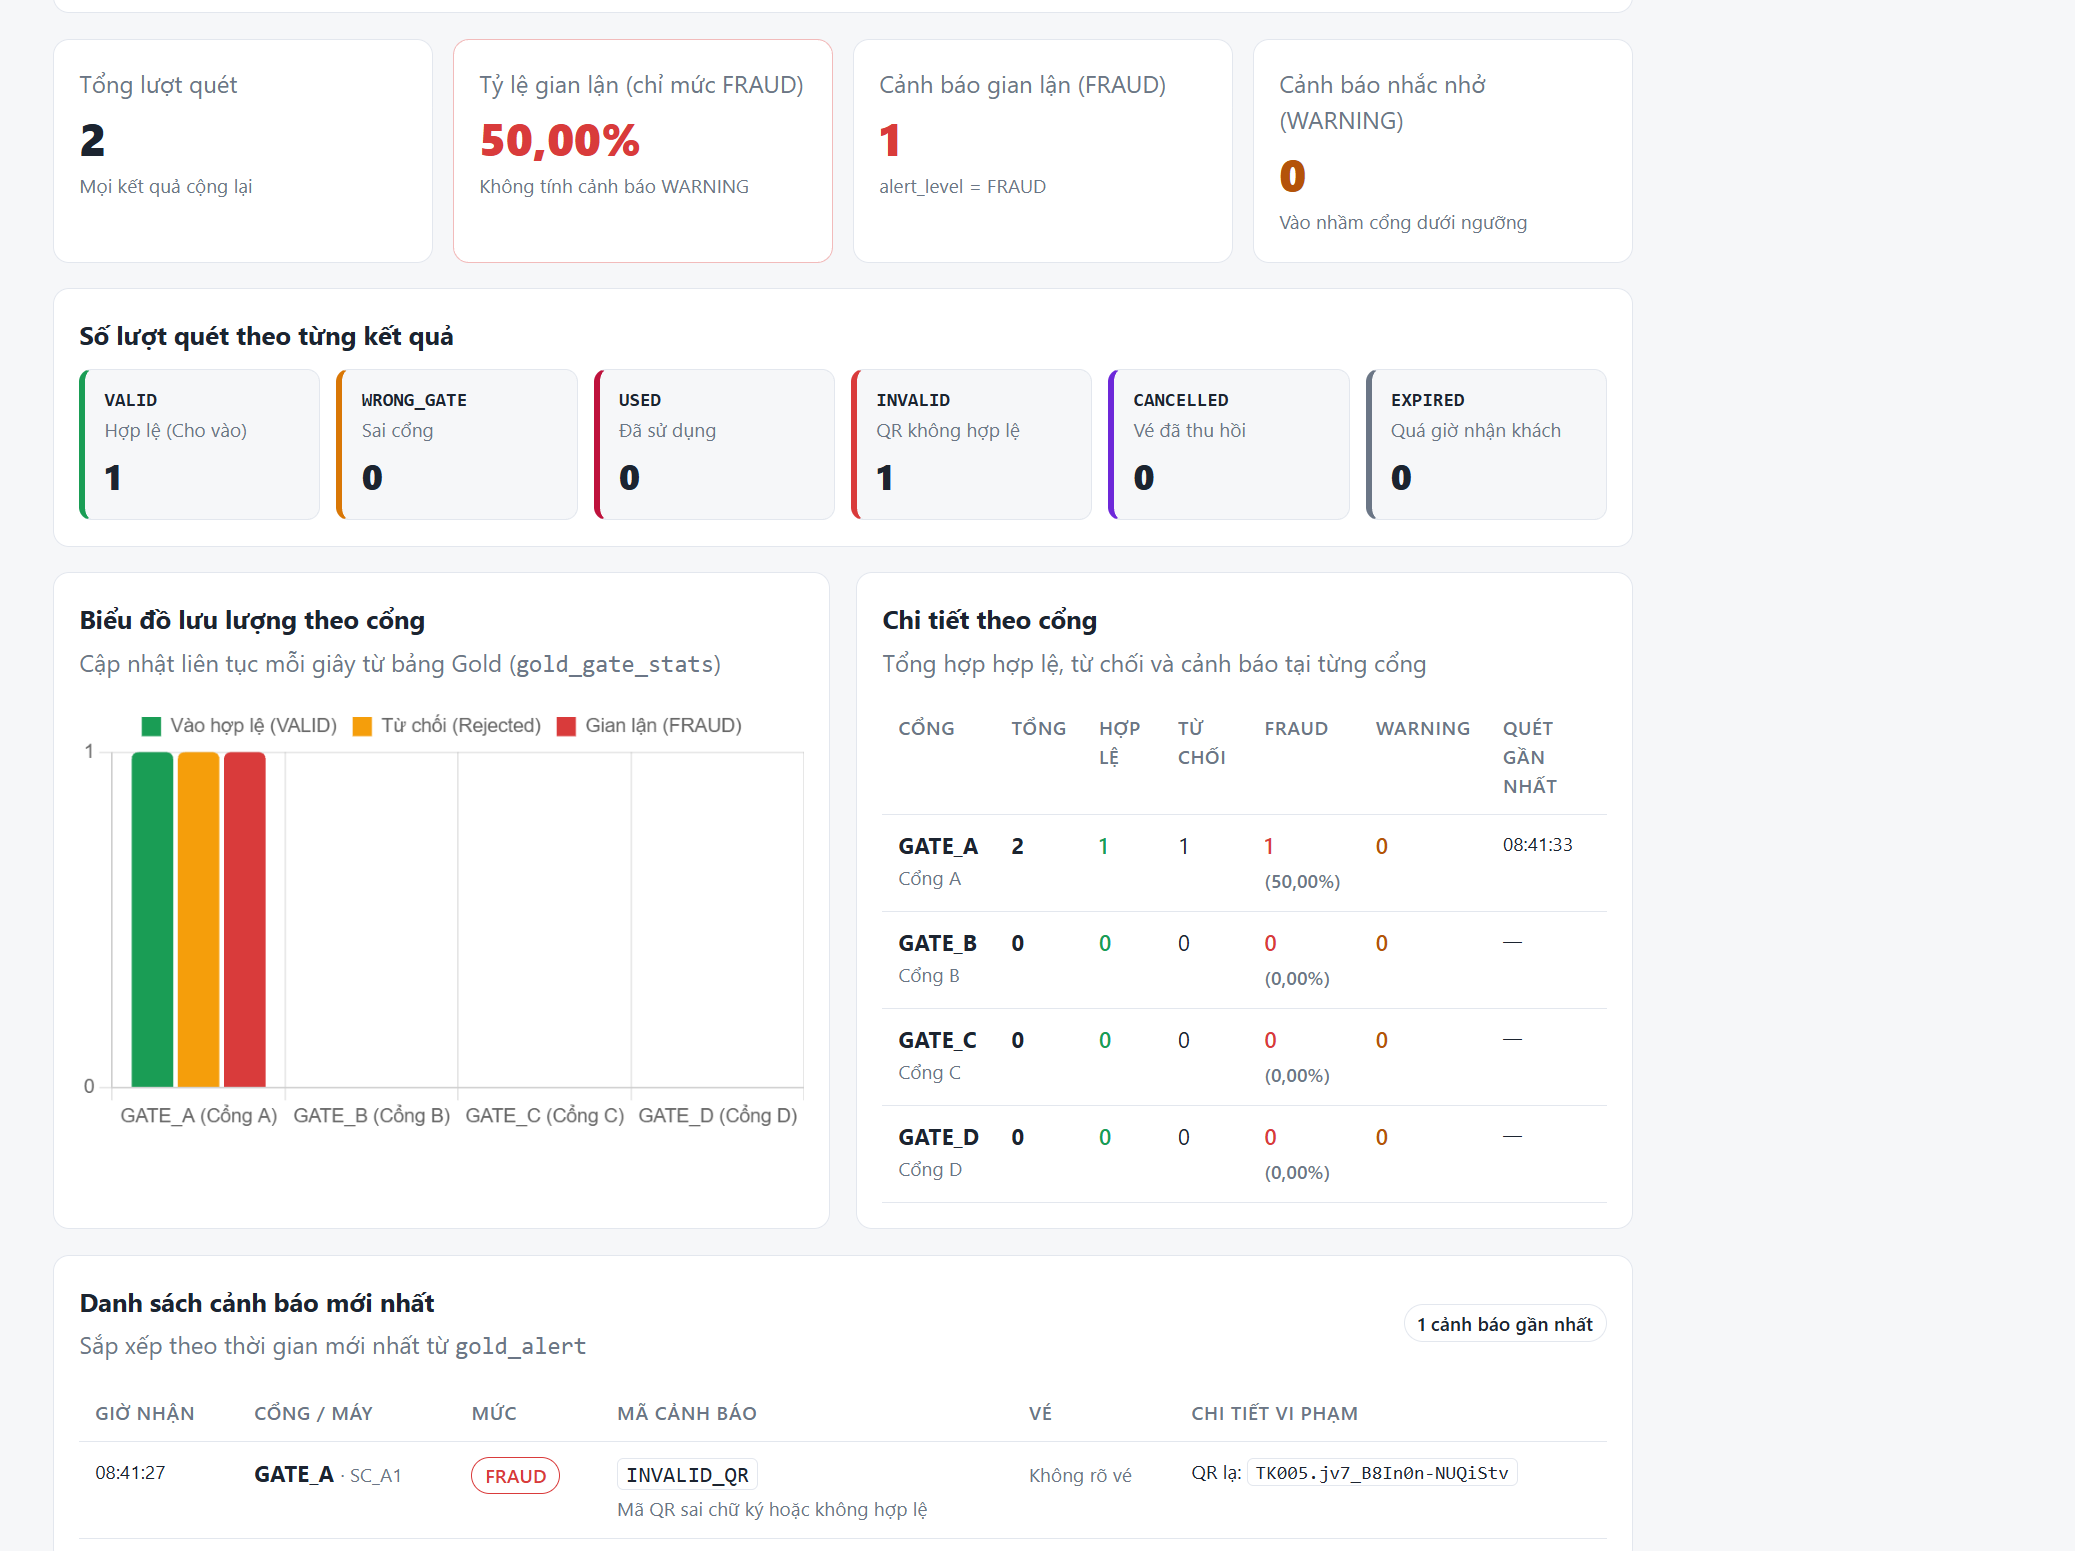 Tổng lượt quét
2
Mọi kết quả cộng lại
Tỷ lệ gian lận (chỉ mức FRAUD)
50,00%
Không tính cảnh báo WARNING
Cảnh báo gian lận (FRAUD)
1
alert_level = FRAUD
Cảnh báo nhắc nhở
(WARNING)
0
Vào nhầm cổng dưới ngưỡng
Số lượt quét theo từng kết quả
VALID
Hợp lệ (Cho vào)
1
WRONG_GATE
Sai cổng
0
USED
Đã sử dụng
0
INVALID
QR không hợp lệ
1
CANCELLED
Vé đã thu hồi
0
EXPIRED
Quá giờ nhận khách
0
Biểu đồ lưu lượng theo cổng
Cập nhật liên tục mỗi giây từ bảng Gold (gold_gate_stats)
Vào hợp lệ (VALID) Từ chối (Rejected) Gian lận (FRAUD)
1
0
GATE_A (Cổng A) GATE_B (Cổng B) GATE_C (Cổng C) GATE_D (Cổng D)
Chi tiết theo cổng
Tổng hợp hợp lệ, từ chối và cảnh báo tại từng cổng
CỔNG TỔNG HỢP LỆ TỪ CHỐI FRAUD WARNING QUÉT GẦN NHẤT
GATE_A 2 1 1 1 0 08:41:33
Cổng A (50,00%)
GATE_B 0 0 0 0 0 —
Cổng B (0,00%)
GATE_C 0 0 0 0 0 —
Cổng C (0,00%)
GATE_D 0 0 0 0 0 —
Cổng D (0,00%)
Danh sách cảnh báo mới nhất
Sắp xếp theo thời gian mới nhất từ gold_alert
1 cảnh báo gần nhất
GIỜ NHẬN CỔNG / MÁY MỨC MÃ CẢNH BÁO VÉ CHI TIẾT VI PHẠM
08:41:27 GATE_A · SC_A1 FRAUD INVALID_QR Không rõ vé QR lạ: TK005.jv7_B8In0n-NUQiStv
Mã QR sai chữ ký hoặc không hợp lệ